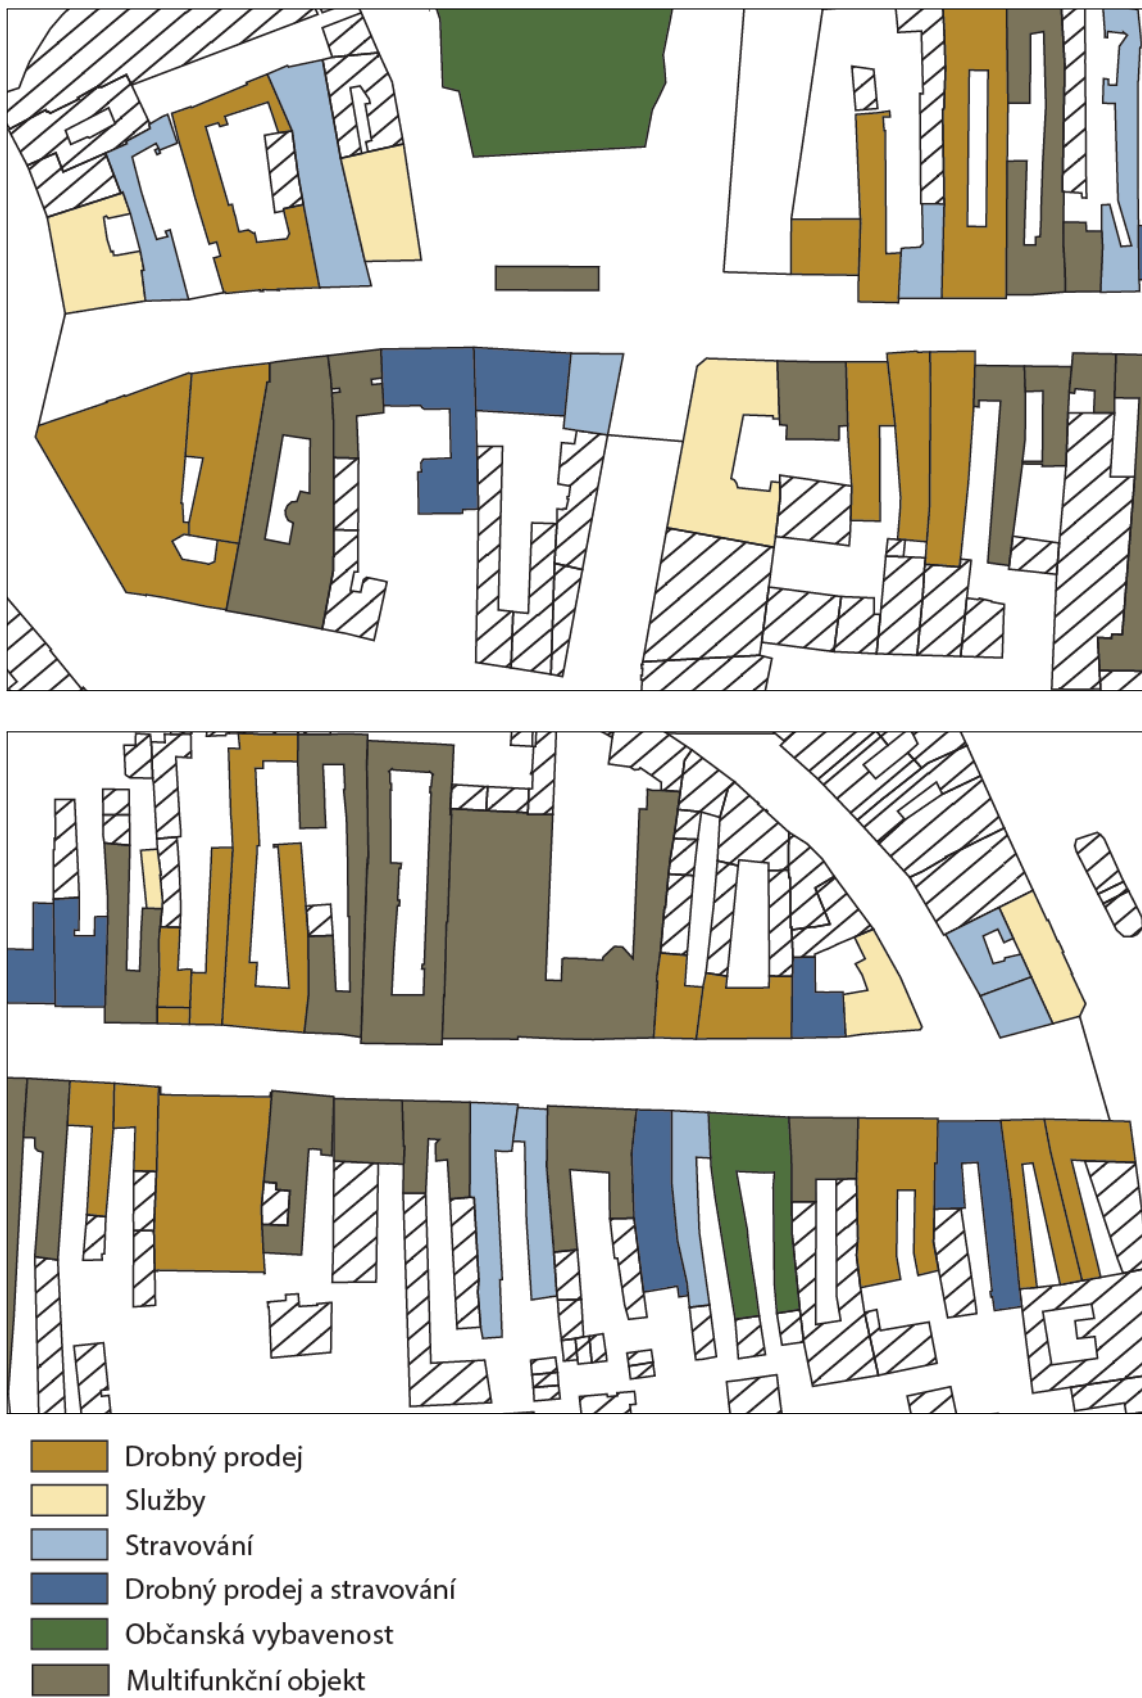 Drobný prodej
Služby
Stravování
Drobný prodej a stravování
Občanská vybavenost
Multifunkční objekt